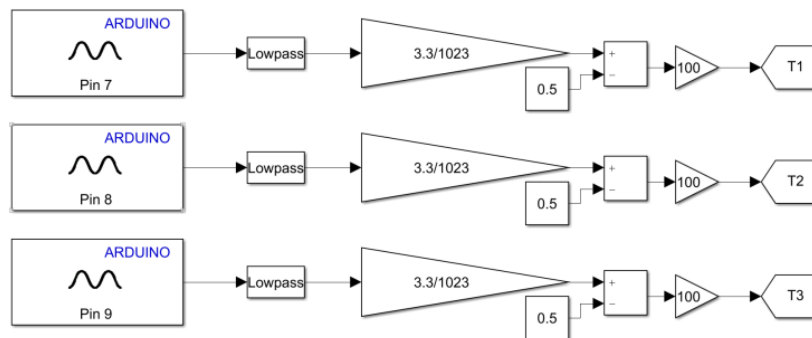 ARDUINO
Pin 7
Lowpass
3.3/1023
0.5
+
−
100
T1
ARDUINO
Pin 8
Lowpass
3.3/1023
0.5
+
−
100
T2
ARDUINO
Pin 9
Lowpass
3.3/1023
0.5
+
−
100
T3